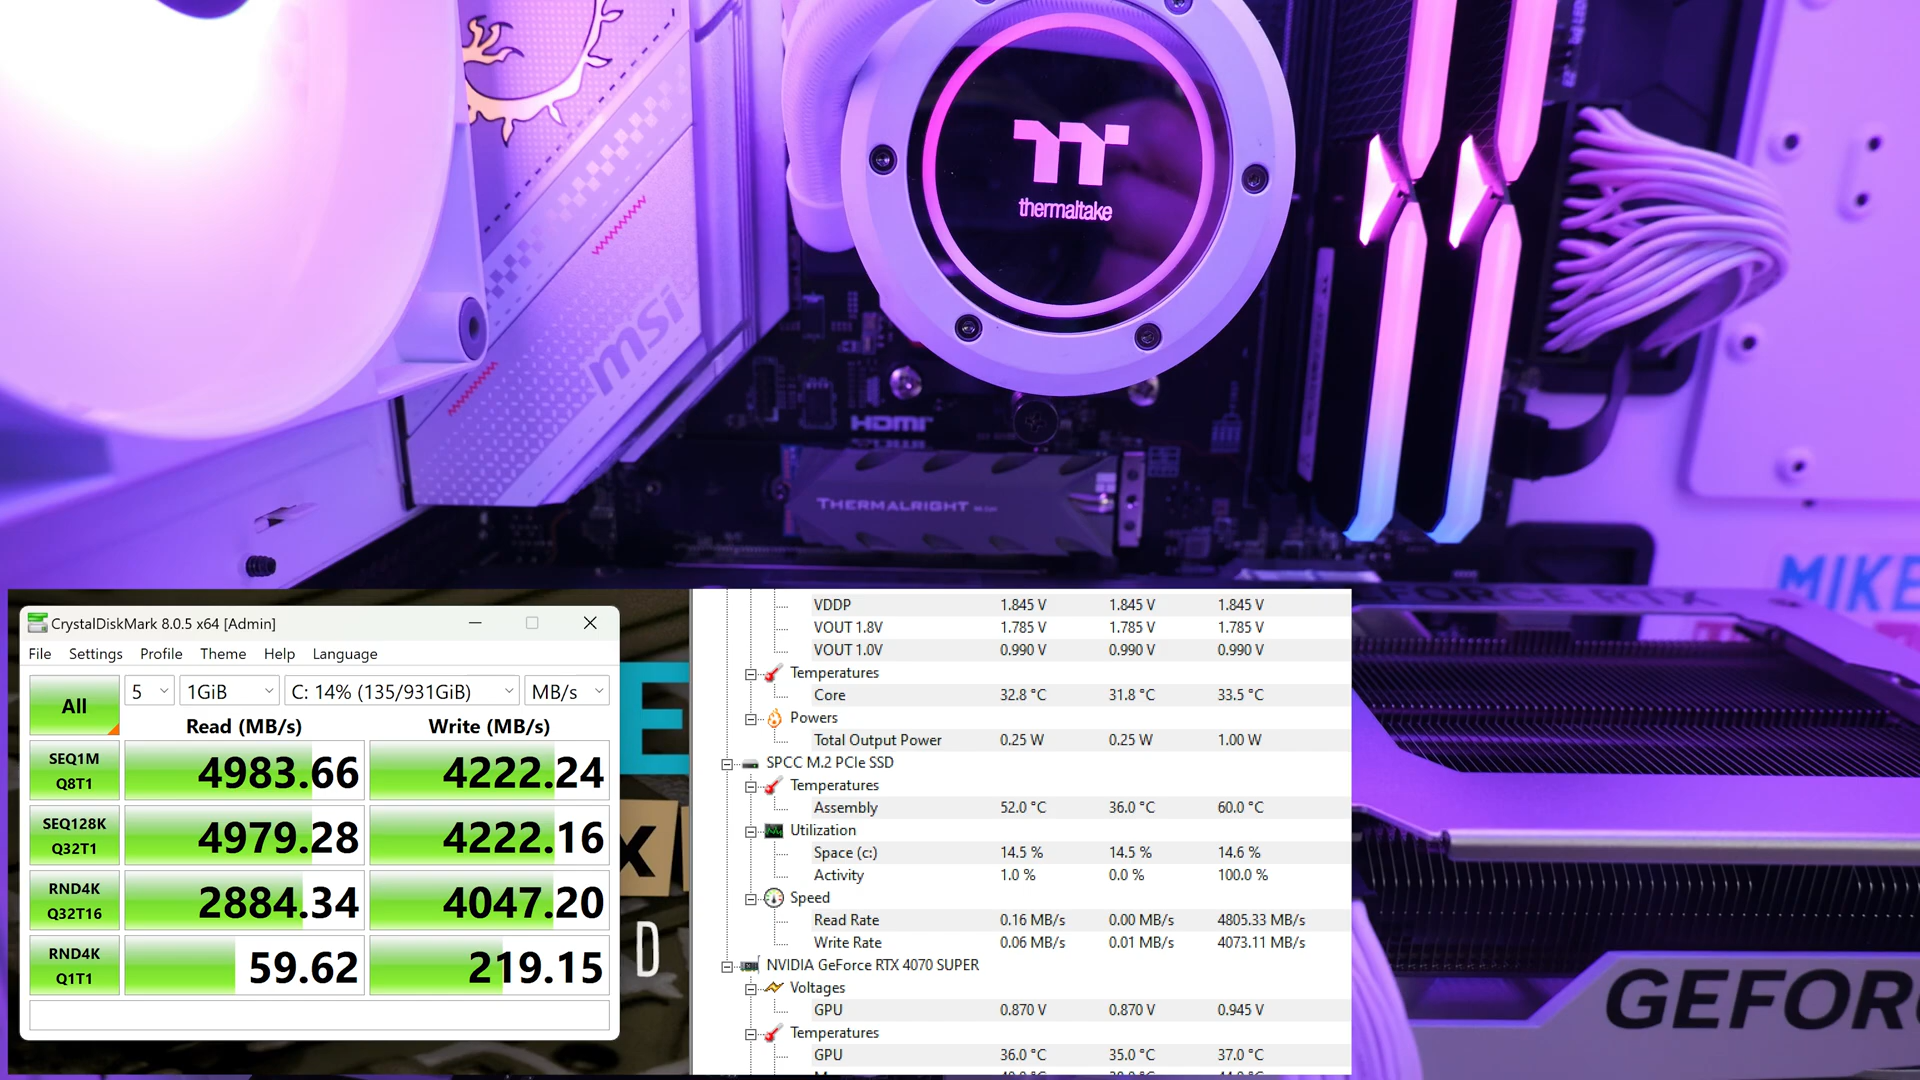 msi
thermaltake
HDMI
THERMALRIGHT
MIKE
FORCE RTX
GEFOR
CrystalDiskMark 8.0.5 x64 [Admin]
File Settings Profile Theme Help Language
All 5 1GiB C: 14% (135/931GiB) MB/s
Read (MB/s) Write (MB/s)
SEQ1M
Q8T1 4983.66 4222.24
SEQ128K
Q32T1 4979.28 4222.16
RND4K
Q32T16 2884.34 4047.20
RND4K
Q1T1 59.62 219.15
E
X
D
VDDP 1.845 V 1.845 V 1.845 V
VOUT 1.8V 1.785 V 1.785 V 1.785 V
VOUT 1.0V 0.990 V 0.990 V 0.990 V
Temperatures
Core 32.8 °C 31.8 °C 33.5 °C
Powers
Total Output Power 0.25 W 0.25 W 1.00 W
SPCC M.2 PCIe SSD
Temperatures
Assembly 52.0 °C 36.0 °C 60.0 °C
Utilization
Space (c:) 14.5 % 14.5 % 14.6 %
Activity 1.0 % 0.0 % 100.0 %
Speed
Read Rate 0.16 MB/s 0.00 MB/s 4805.33 MB/s
Write Rate 0.06 MB/s 0.01 MB/s 4073.11 MB/s
NVIDIA GeForce RTX 4070 SUPER
Voltages
GPU 0.870 V 0.870 V 0.945 V
Temperatures
GPU 36.0 °C 35.0 °C 37.0 °C